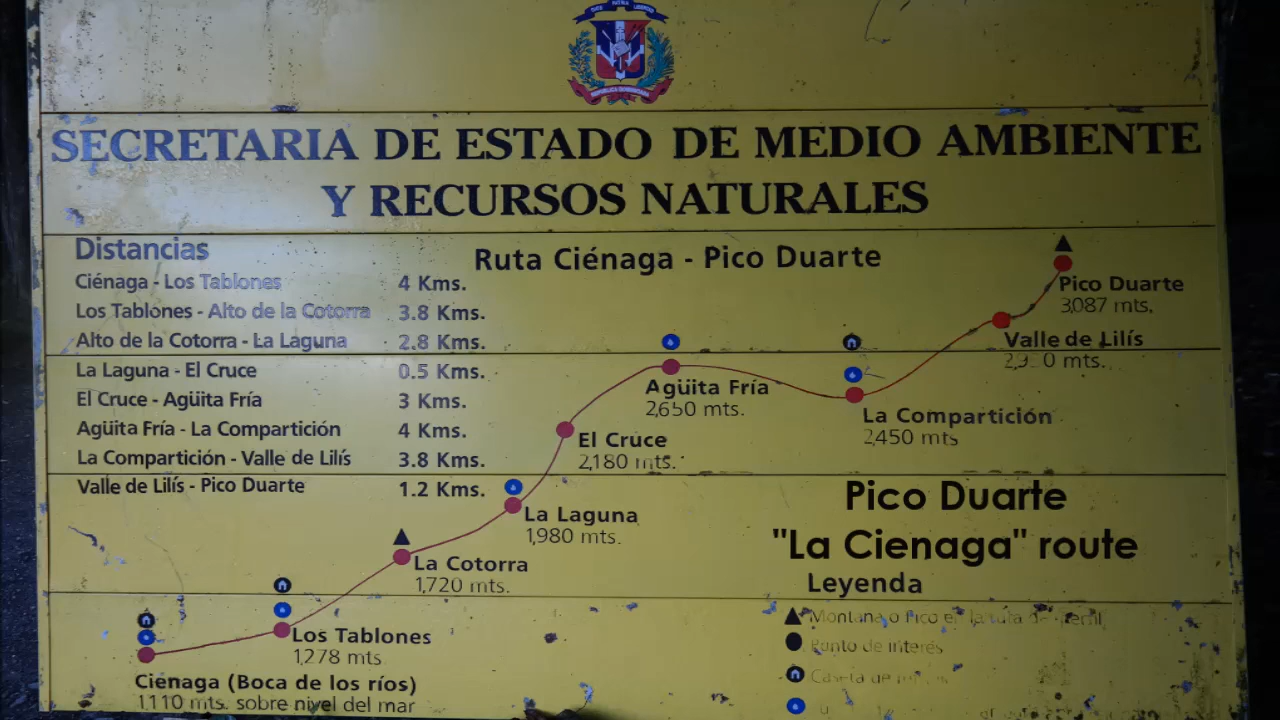 REPUBLICA DOMINICANA
SECRETARIA DE ESTADO DE MEDIO AMBIENTE
Y RECURSOS NATURALES
Distancias
Ciénaga - Los Tablones 4 Kms.
Los Tablones - Alto de la Cotorra 3.8 Kms.
Alto de la Cotorra - La Laguna 2.8 Kms.
La Laguna - El Cruce 0.5 Kms.
El Cruce - Agüita Fría 3 Kms.
Agüita Fría - La Compartición 4 Kms.
La Compartición - Valle de Lilís 3.8 Kms.
Valle de Lilís - Pico Duarte 1.2 Kms.
Ruta Ciénaga - Pico Duarte
Pico Duarte
3,087 mts.
Valle de Lilís
mts.
Agüita Fría
2,650 mts.
La Compartición
2,450 mts
El Cruce
2,180 mts.
La Laguna
1,980 mts.
La Cotorra
1,720 mts.
Los Tablones
1,278 mts
Cienaga (Boca de los ríos)
1,110 mts. sobre nivel del mar
Pico Duarte
"La Cienaga" route
Leyenda
Montana o Pico en la ruta de perfil
Punto de interés
Caseta de